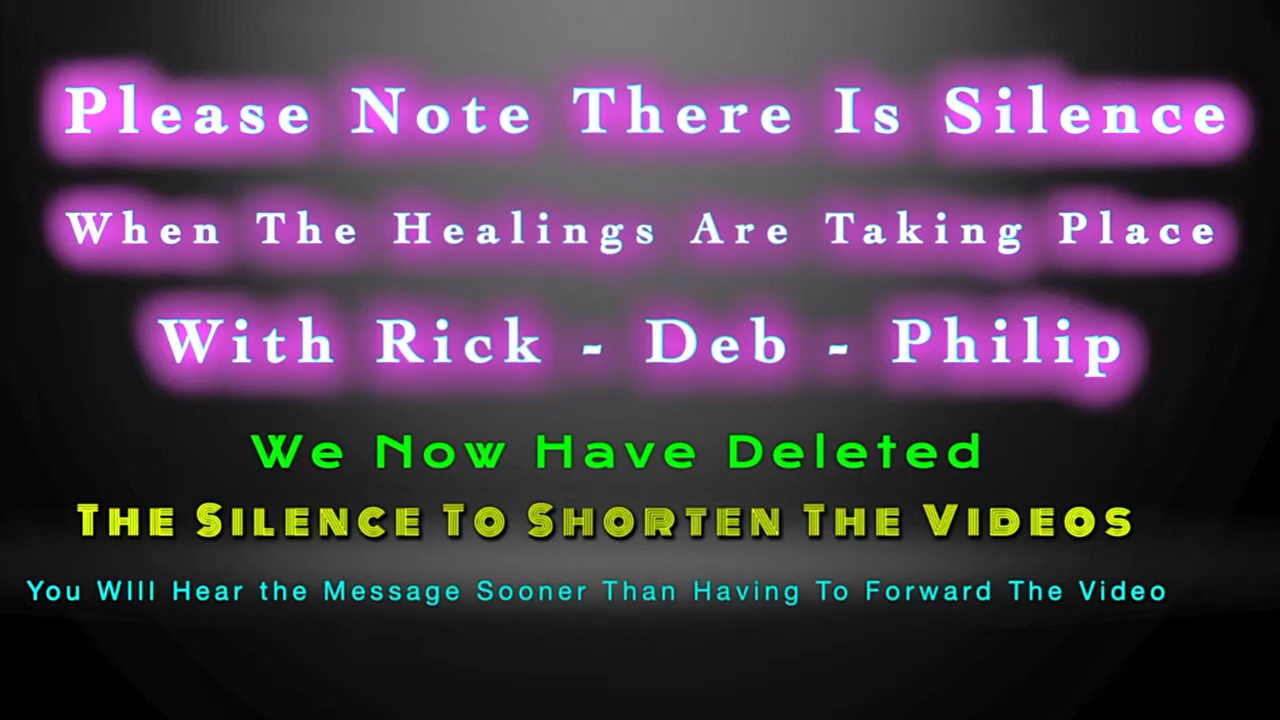 Please Note There Is Silence
When The Healings Are Taking Place
With Rick - Deb - Philip
We Now Have Deleted
The Silence To Shorten The Videos
You WIll Hear the Message Sooner Than Having To Forward The Video